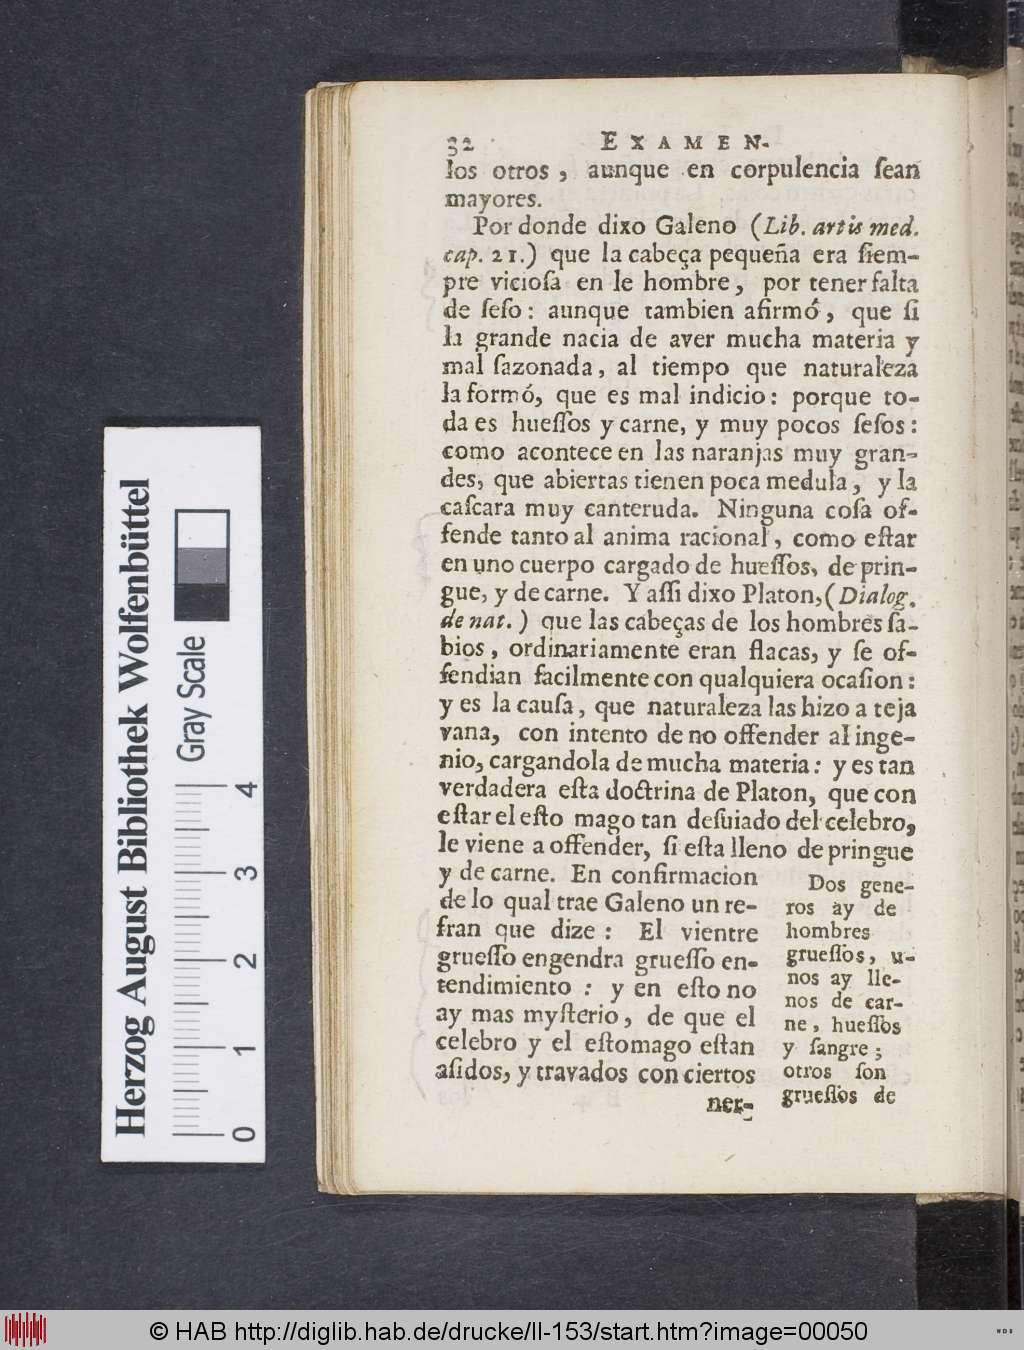 32 EXAMEN.
los otros, aunque en corpulencia ſean
mayores.
Por donde dixo Galeno (Lib. artis med.
cap. 21.) que la cabeça pequeña era ſiem-
pre vicioſa en le hombre, por tener falta
de ſeſo: aunque tambien afirmó, que ſi
la grande nacia de aver mucha materia y
mal ſazonada, al tiempo que naturaleza
la formó, que es mal indicio: porque to-
da es hueſſos y carne, y muy pocos ſeſos:
como acontece en las naranjas muy gran-
des, que abiertas tienen poca medula, y la
caſcara muy canteruda. Ninguna coſa of-
fende tanto al anima racional, como eſtar
en uno cuerpo cargado de hueſſos, de prin-
gue, y de carne. Y aſſi dixo Platon, (Dialog.
de nat.) que las cabeças de los hombres ſa-
bios, ordinariamente eran flacas, y ſe of-
fendian facilmente con qualquiera ocaſion:
y es la cauſa, que naturaleza las hizo a teja
vana, con intento de no offender al inge-
nio, cargandola de mucha materia: y es tan
verdadera eſta doctrina de Platon, que con
eſtar el eſto mago tan deſuiado del celebro,
le viene a offender, ſi eſta lleno de pringue
y de carne. En confirmacion
de lo qual trae Galeno un re-
fran que dize: El vientre
grueſſo engendra grueſſo en-
tendimiento: y en eſto no
ay mas myſterio, de que el
celebro y el eſtomago eſtan
aſidos, y travados con ciertos
ner-
Dos gene-
ros ay de
hombres
grueſſos, u-
nos ay lle-
nos de car-
ne, hueſſos
y ſangre;
otros ſon
grueſſos de
Herzog August Bibliothek Wolfenbüttel
Gray Scale
0 1 2 3 4
© HAB http://diglib.hab.de/drucke/ll-153/start.htm?image=00050